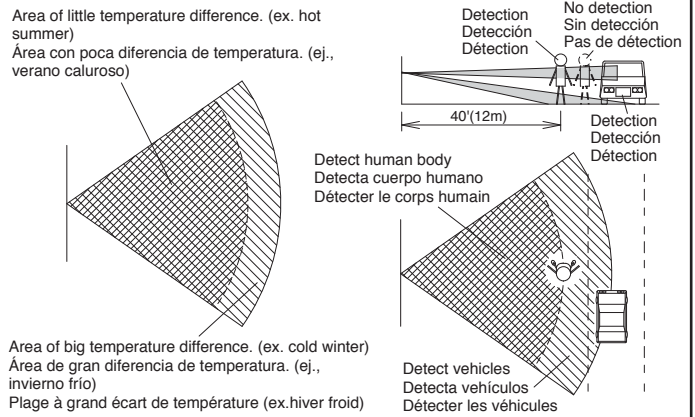 Area of little temperature difference. (ex. hot
summer)
Área con poca diferencia de temperatura. (ej.,
verano caluroso)
Area of big temperature difference. (ex. cold winter)
Área de gran diferencia de temperatura. (ej.,
invierno frío)
Plage à grand écart de température (ex.hiver froid)
Detection
Detección
Détection
No detection
Sin detección
Pas de détection
40'(12m)
Detection
Detección
Détection
Detect human body
Detecta cuerpo humano
Détecter le corps humain
Detect vehicles
Detecta vehículos
Détecter les véhicules